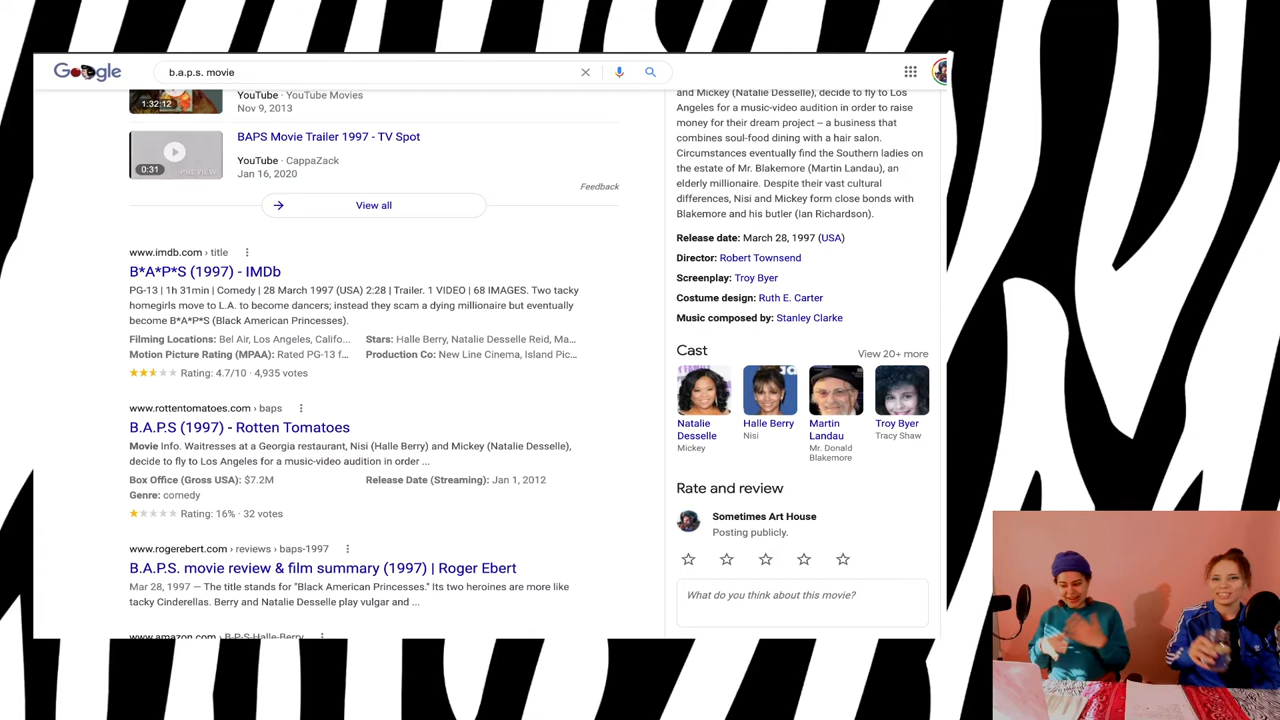 Google
b.a.p.s. movie
1:32:12
YouTube · YouTube Movies
Nov 9, 2013
BAPS Movie Trailer 1997 - TV Spot
0:31
PREVIEW
YouTube · CappaZack
Jan 16, 2020
Feedback
View all
www.imdb.com › title
B*A*P*S (1997) - IMDb
PG-13 | 1h 31min | Comedy | 28 March 1997 (USA) 2:28 | Trailer. 1 VIDEO | 68 IMAGES. Two tacky
homegirls move to L.A. to become dancers; instead they scam a dying millionaire but eventually
become B*A*P*S (Black American Princesses).
Filming Locations: Bel Air, Los Angeles, Califo... Stars: Halle Berry, Natalie Desselle Reid, Ma...
Motion Picture Rating (MPAA): Rated PG-13 f... Production Co: New Line Cinema, Island Pic...
Rating: 4.7/10 · 4,935 votes
www.rottentomatoes.com › baps
B.A.P.S (1997) - Rotten Tomatoes
Movie Info. Waitresses at a Georgia restaurant, Nisi (Halle Berry) and Mickey (Natalie Desselle),
decide to fly to Los Angeles for a music-video audition in order ...
Box Office (Gross USA): $7.2M Release Date (Streaming): Jan 1, 2012
Genre: comedy
Rating: 16% · 32 votes
www.rogerebert.com › reviews › baps-1997
B.A.P.S. movie review & film summary (1997) | Roger Ebert
Mar 28, 1997 — The title stands for "Black American Princesses." Its two heroines are more like
tacky Cinderellas. Berry and Natalie Desselle play vulgar and ...
www.amazon.com › B-P-S-Halle-Berry
and Mickey (Natalie Desselle), decide to fly to Los
Angeles for a music-video audition in order to raise
money for their dream project -- a business that
combines soul-food dining with a hair salon.
Circumstances eventually find the Southern ladies on
the estate of Mr. Blakemore (Martin Landau), an
elderly millionaire. Despite their vast cultural
differences, Nisi and Mickey form close bonds with
Blakemore and his butler (Ian Richardson).
Release date: March 28, 1997 (USA)
Director: Robert Townsend
Screenplay: Troy Byer
Costume design: Ruth E. Carter
Music composed by: Stanley Clarke
Cast
View 20+ more
Natalie Desselle
Mickey
Halle Berry
Nisi
Martin Landau
Mr. Donald Blakemore
Troy Byer
Tracy Shaw
Rate and review
Sometimes Art House
Posting publicly.
What do you think about this movie?